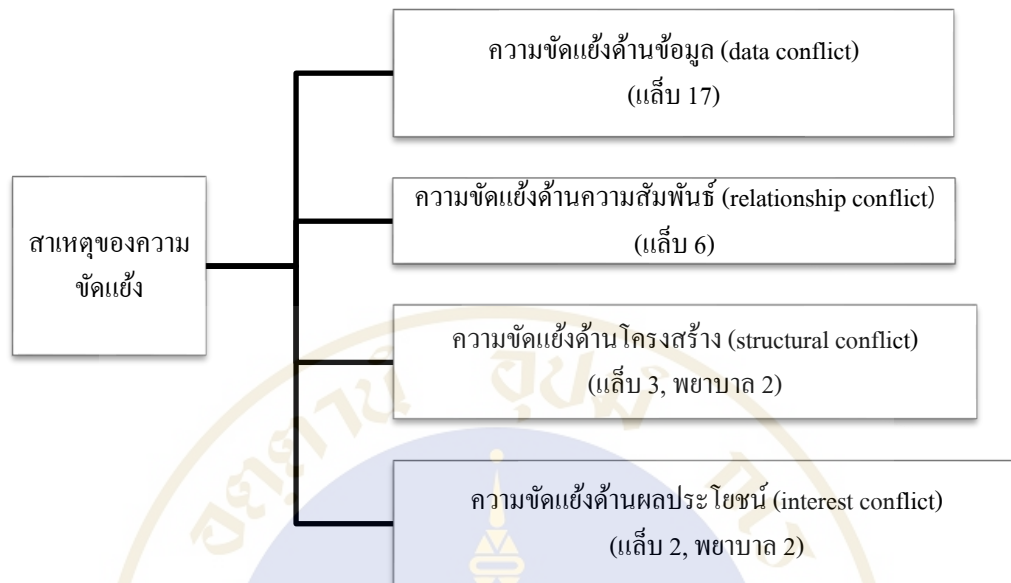 ความขัดแย้งด้านข้อมูล (data conflict)
(แล็บ 17)
ความขัดแย้งด้านความสัมพันธ์ (relationship conflict)
(แล็บ 6)
สาเหตุของความ
ขัดแย้ง
ความขัดแย้งด้านโครงสร้าง (structural conflict)
(แล็บ 3, พยาบาล 2)
ความขัดแย้งด้านผลประโยชน์ (interest conflict)
(แล็บ 2, พยาบาล 2)